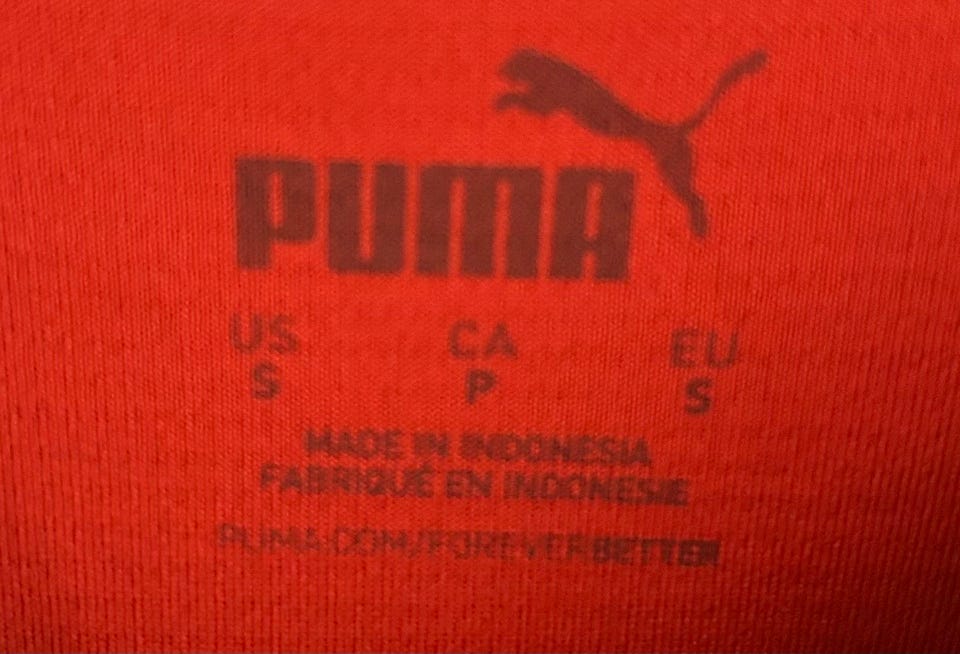 PUMA
US CA EU
S P S
MADE IN INDONESIA
FABRIQUÉ EN INDONESIE
PUMA.COM/FOREVERBETTER